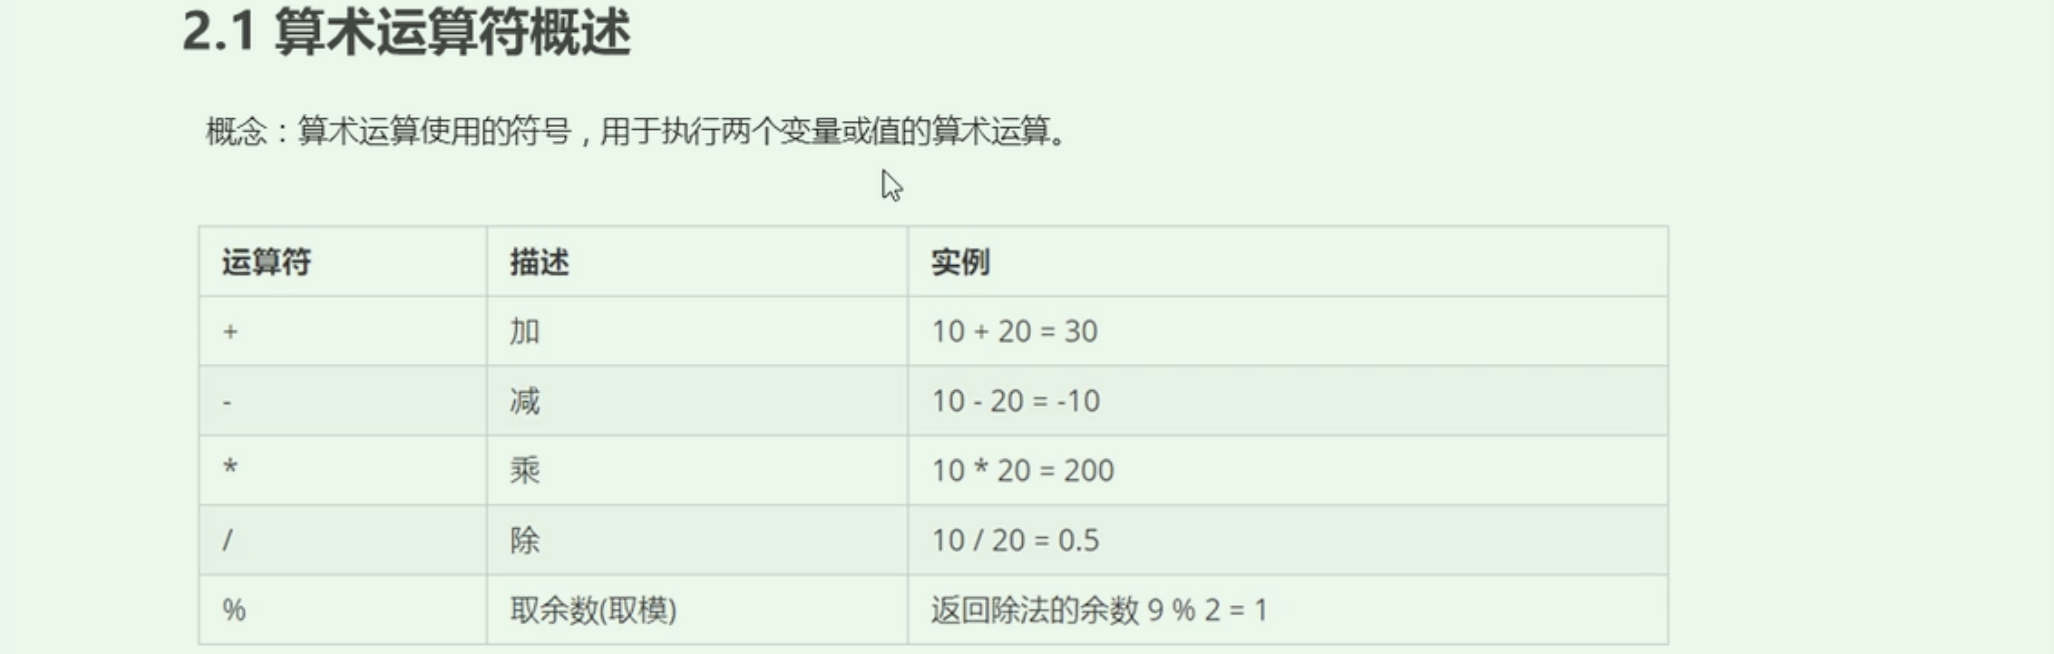 2.1 算术运算符概述
概念：算术运算使用的符号，用于执行两个变量或值的算术运算。
运算符 描述 实例
+ 加 10 + 20 = 30
- 减 10 - 20 = -10
* 乘 10 * 20 = 200
/ 除 10 / 20 = 0.5
% 取余数(取模) 返回除法的余数 9 % 2 = 1